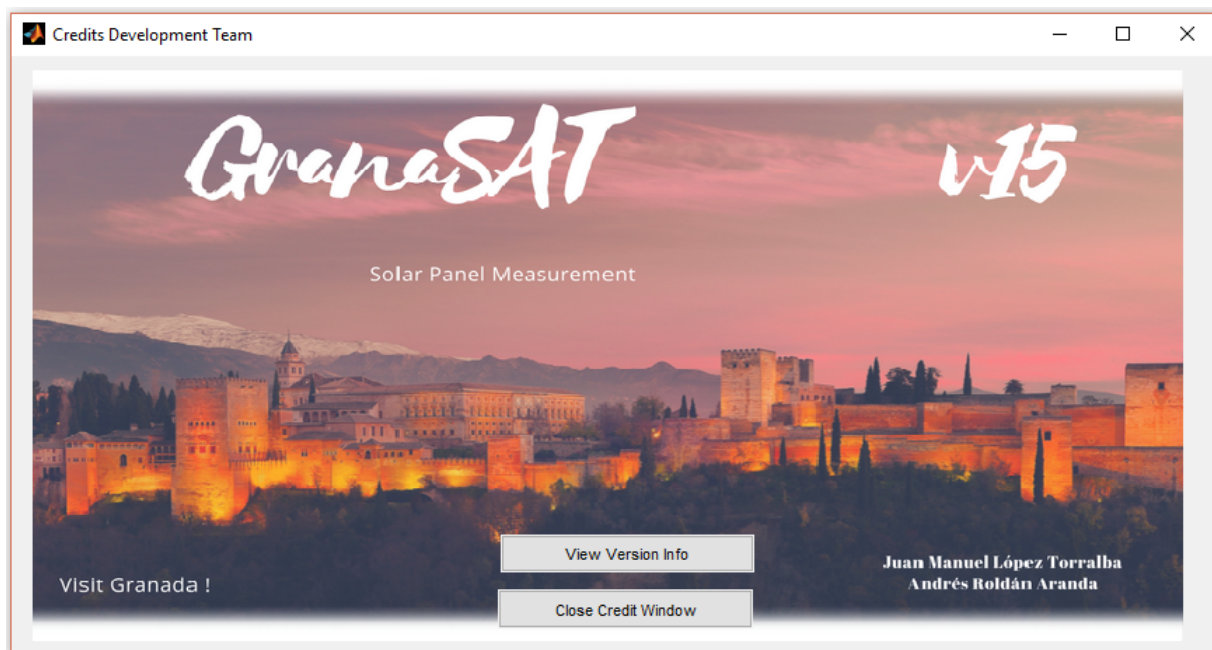 Credits Development Team
GranaSAT v15
Solar Panel Measurement
View Version Info
Juan Manuel López Torralba
Andrés Roldán Aranda
Visit Granada !
Close Credit Window